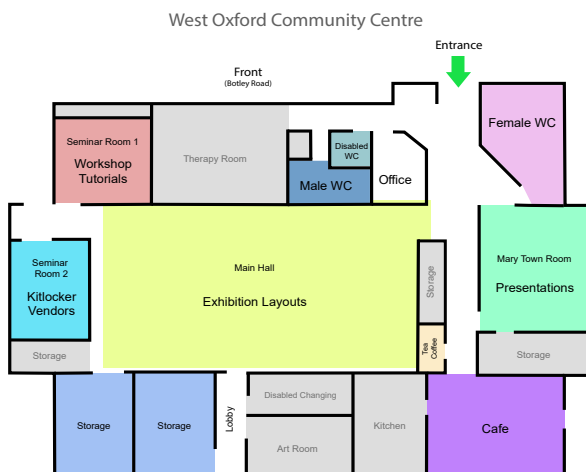 West Oxford Community Centre
Entrance
Front
(Botley Road)
Female WC
Seminar Room 1
Workshop
Tutorials
Therapy Room
Disabled
WC
Male WC
Office
Seminar
Room 2
Kitlocker
Vendors
Main Hall
Exhibition Layouts
Storage
Mary Town Room
Presentations
Tea
Coffee
Storage
Storage
Storage
Storage
Lobby
Disabled Changing
Art Room
Kitchen
Cafe